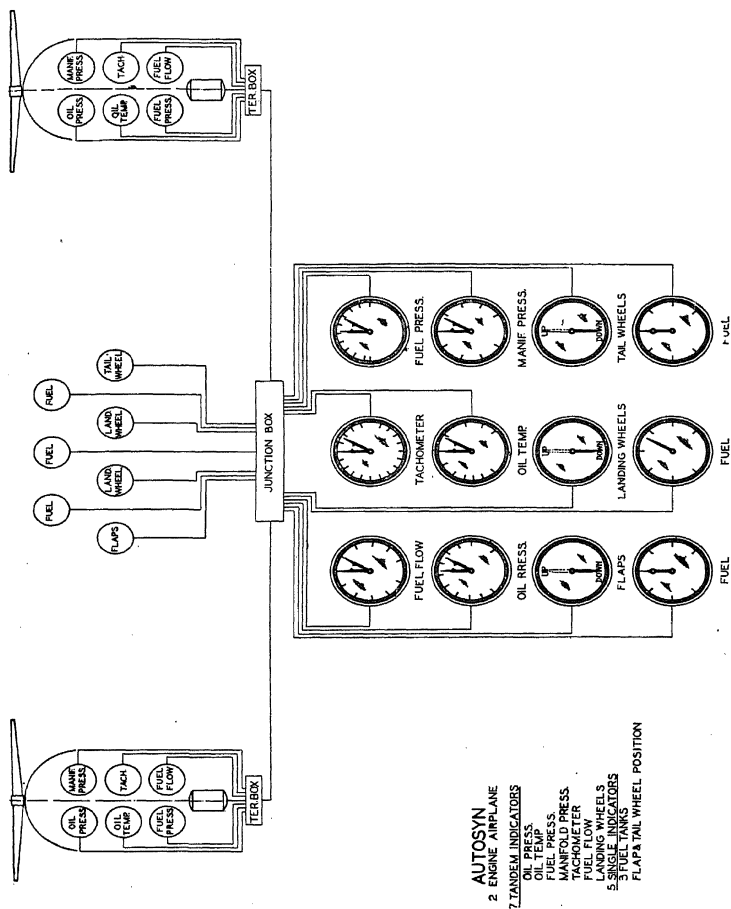 MANIF.
PRESS.
TACH.
FUEL
FLOW
OIL
PRESS.
OIL
TEMP.
FUEL
PRESS.
TER.BOX
TAIL-
WHEEL
FUEL
LAND.
WHEEL
FUEL
LAND.
WHEEL
FUEL
FLAPS
JUNCTION BOX
UP
DOWN
FUEL PRESS.
MANIF. PRESS.
TAIL WHEELS
FUEL
UP
DOWN
TACHOMETER
OIL TEMP.
LANDING WHEELS
FUEL
UP
DOWN
FUEL FLOW
OIL RRESS.
FLAPS
FUEL
MANIF.
PRESS.
TACH.
FUEL
FLOW
OIL
PRESS.
OIL
TEMP.
FUEL
PRESS.
TER.BOX
AUTOSYN
2 ENGINE AIRPLANE
7 TANDEM INDICATORS
OIL PRESS.
OIL TEMP.
FUEL PRESS.
MANIFOLD PRESS.
TACHOMETER
FUEL FLOW
LANDING WHEELS
5 SINGLE INDICATORS
3 FUEL TANKS
FLAP & TAIL WHEEL POSITION